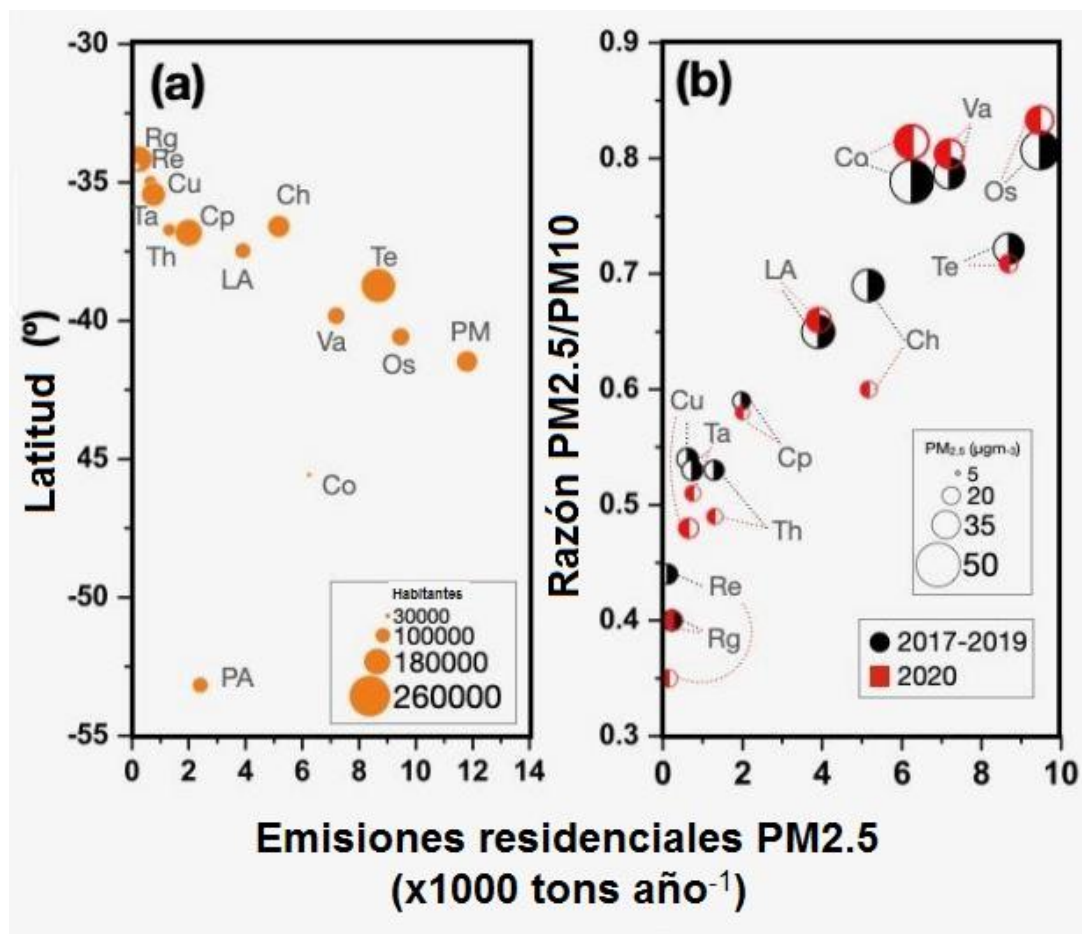 (a)
-30
-35
-40
-45
-50
-55
Latitud (º)
Rg
Re
Cu
Ta
Cp
Th
LA
Ch
Te
Va
Os
PM
Co
PA
Habitantes
30000
100000
180000
260000
0 2 4 6 8 10 12 14
(b)
0.9
0.8
0.7
0.6
0.5
0.4
0.3
Razón PM2.5/PM10
Va
Co
Os
Te
LA
Ch
Cu
Ta
Cp
Th
Re
Rg
PM2.5 (µgm-3)
5
20
35
50
2017-2019
2020
0 2 4 6 8 10
Emisiones residenciales PM2.5
(x1000 tons año-1)